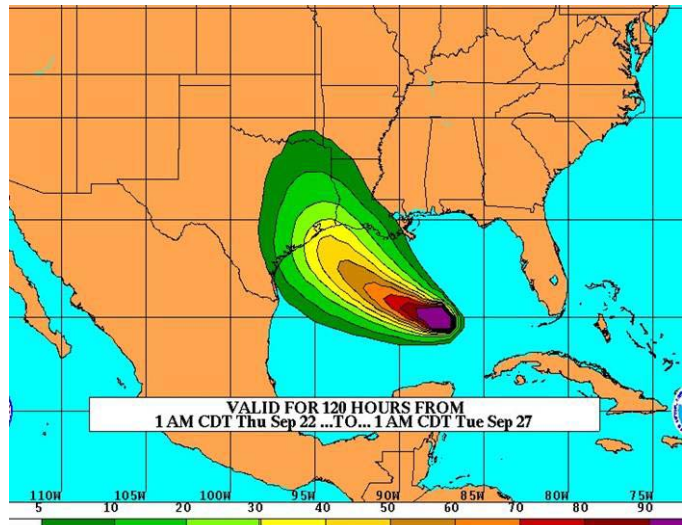 VALID FOR 120 HOURS FROM
1 AM CDT Thu Sep 22 ...TO... 1 AM CDT Tue Sep 27
110W 105W 100W 95W 90W 85W 80W 75W
5 10 20 30 40 50 60 70 80 90